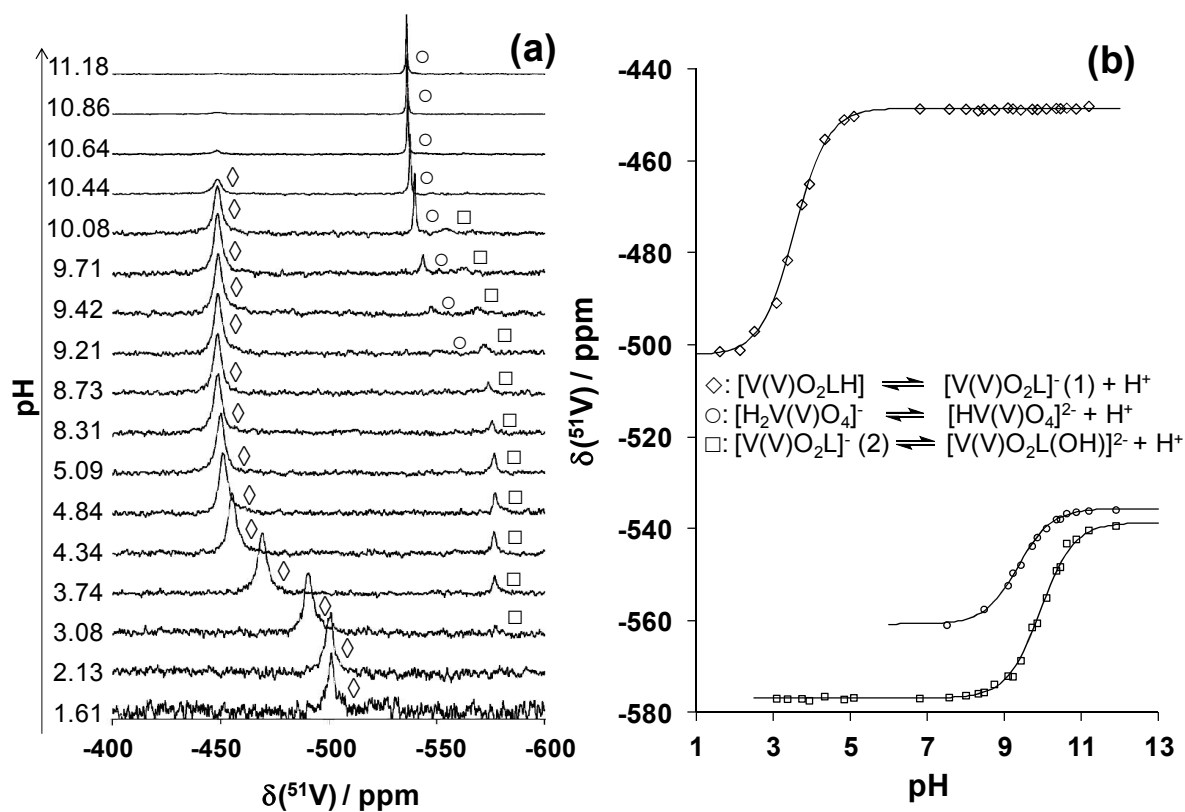 (a)
pH
11.18
10.86
10.64
10.44
10.08
9.71
9.42
9.21
8.73
8.31
5.09
4.84
4.34
3.74
3.08
2.13
1.61
-400 -450 -500 -550 -600
δ(⁵¹V) / ppm
(b)
δ(⁵¹V) / ppm
-440
-460
-480
-500
-520
-540
-560
-580
◇: [V(V)O₂LH] ⇌ [V(V)O₂L]⁻ (1) + H⁺
○: [H₂V(V)O₄]⁻ ⇌ [HV(V)O₄]²⁻ + H⁺
□: [V(V)O₂L]⁻ (2) ⇌ [V(V)O₂L(OH)]²⁻ + H⁺
1 3 5 7 9 11 13
pH